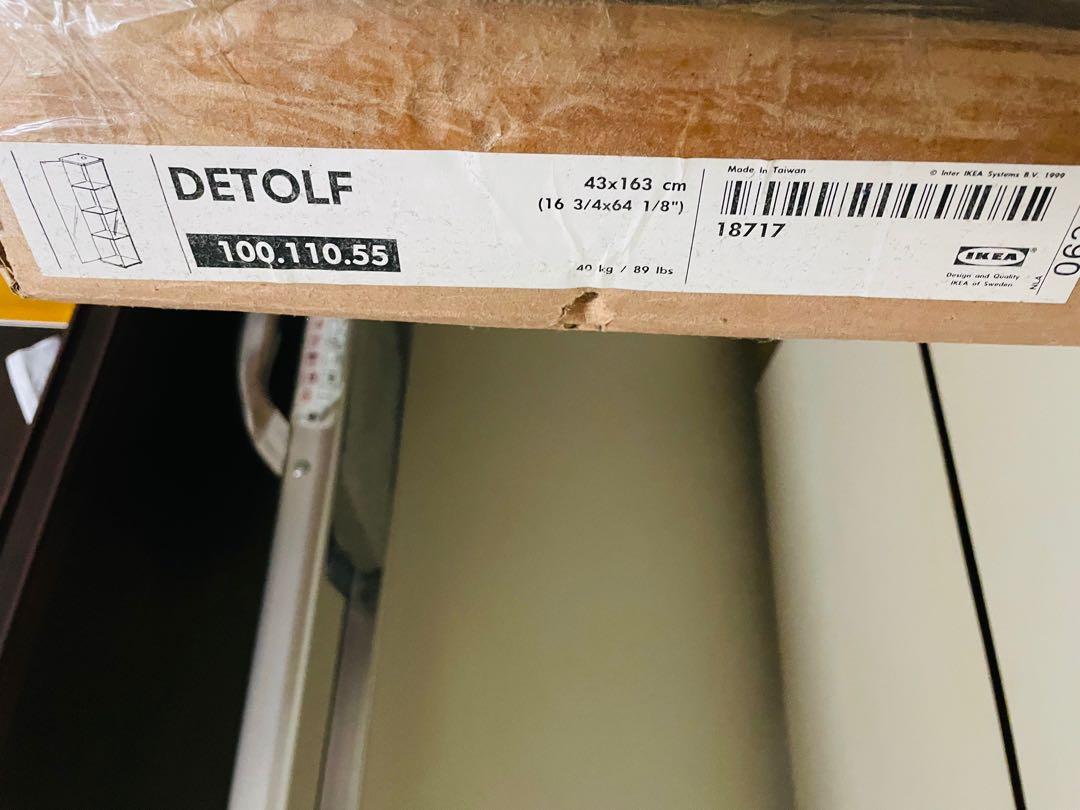 DETOLF
100.110.55
43x163 cm
(16 3/4x64 1/8")
40 kg / 89 lbs
Made In Taiwan
© Inter IKEA Systems B.V. 1999
18717
IKEA®
Design and Quality
IKEA of Sweden
NLA